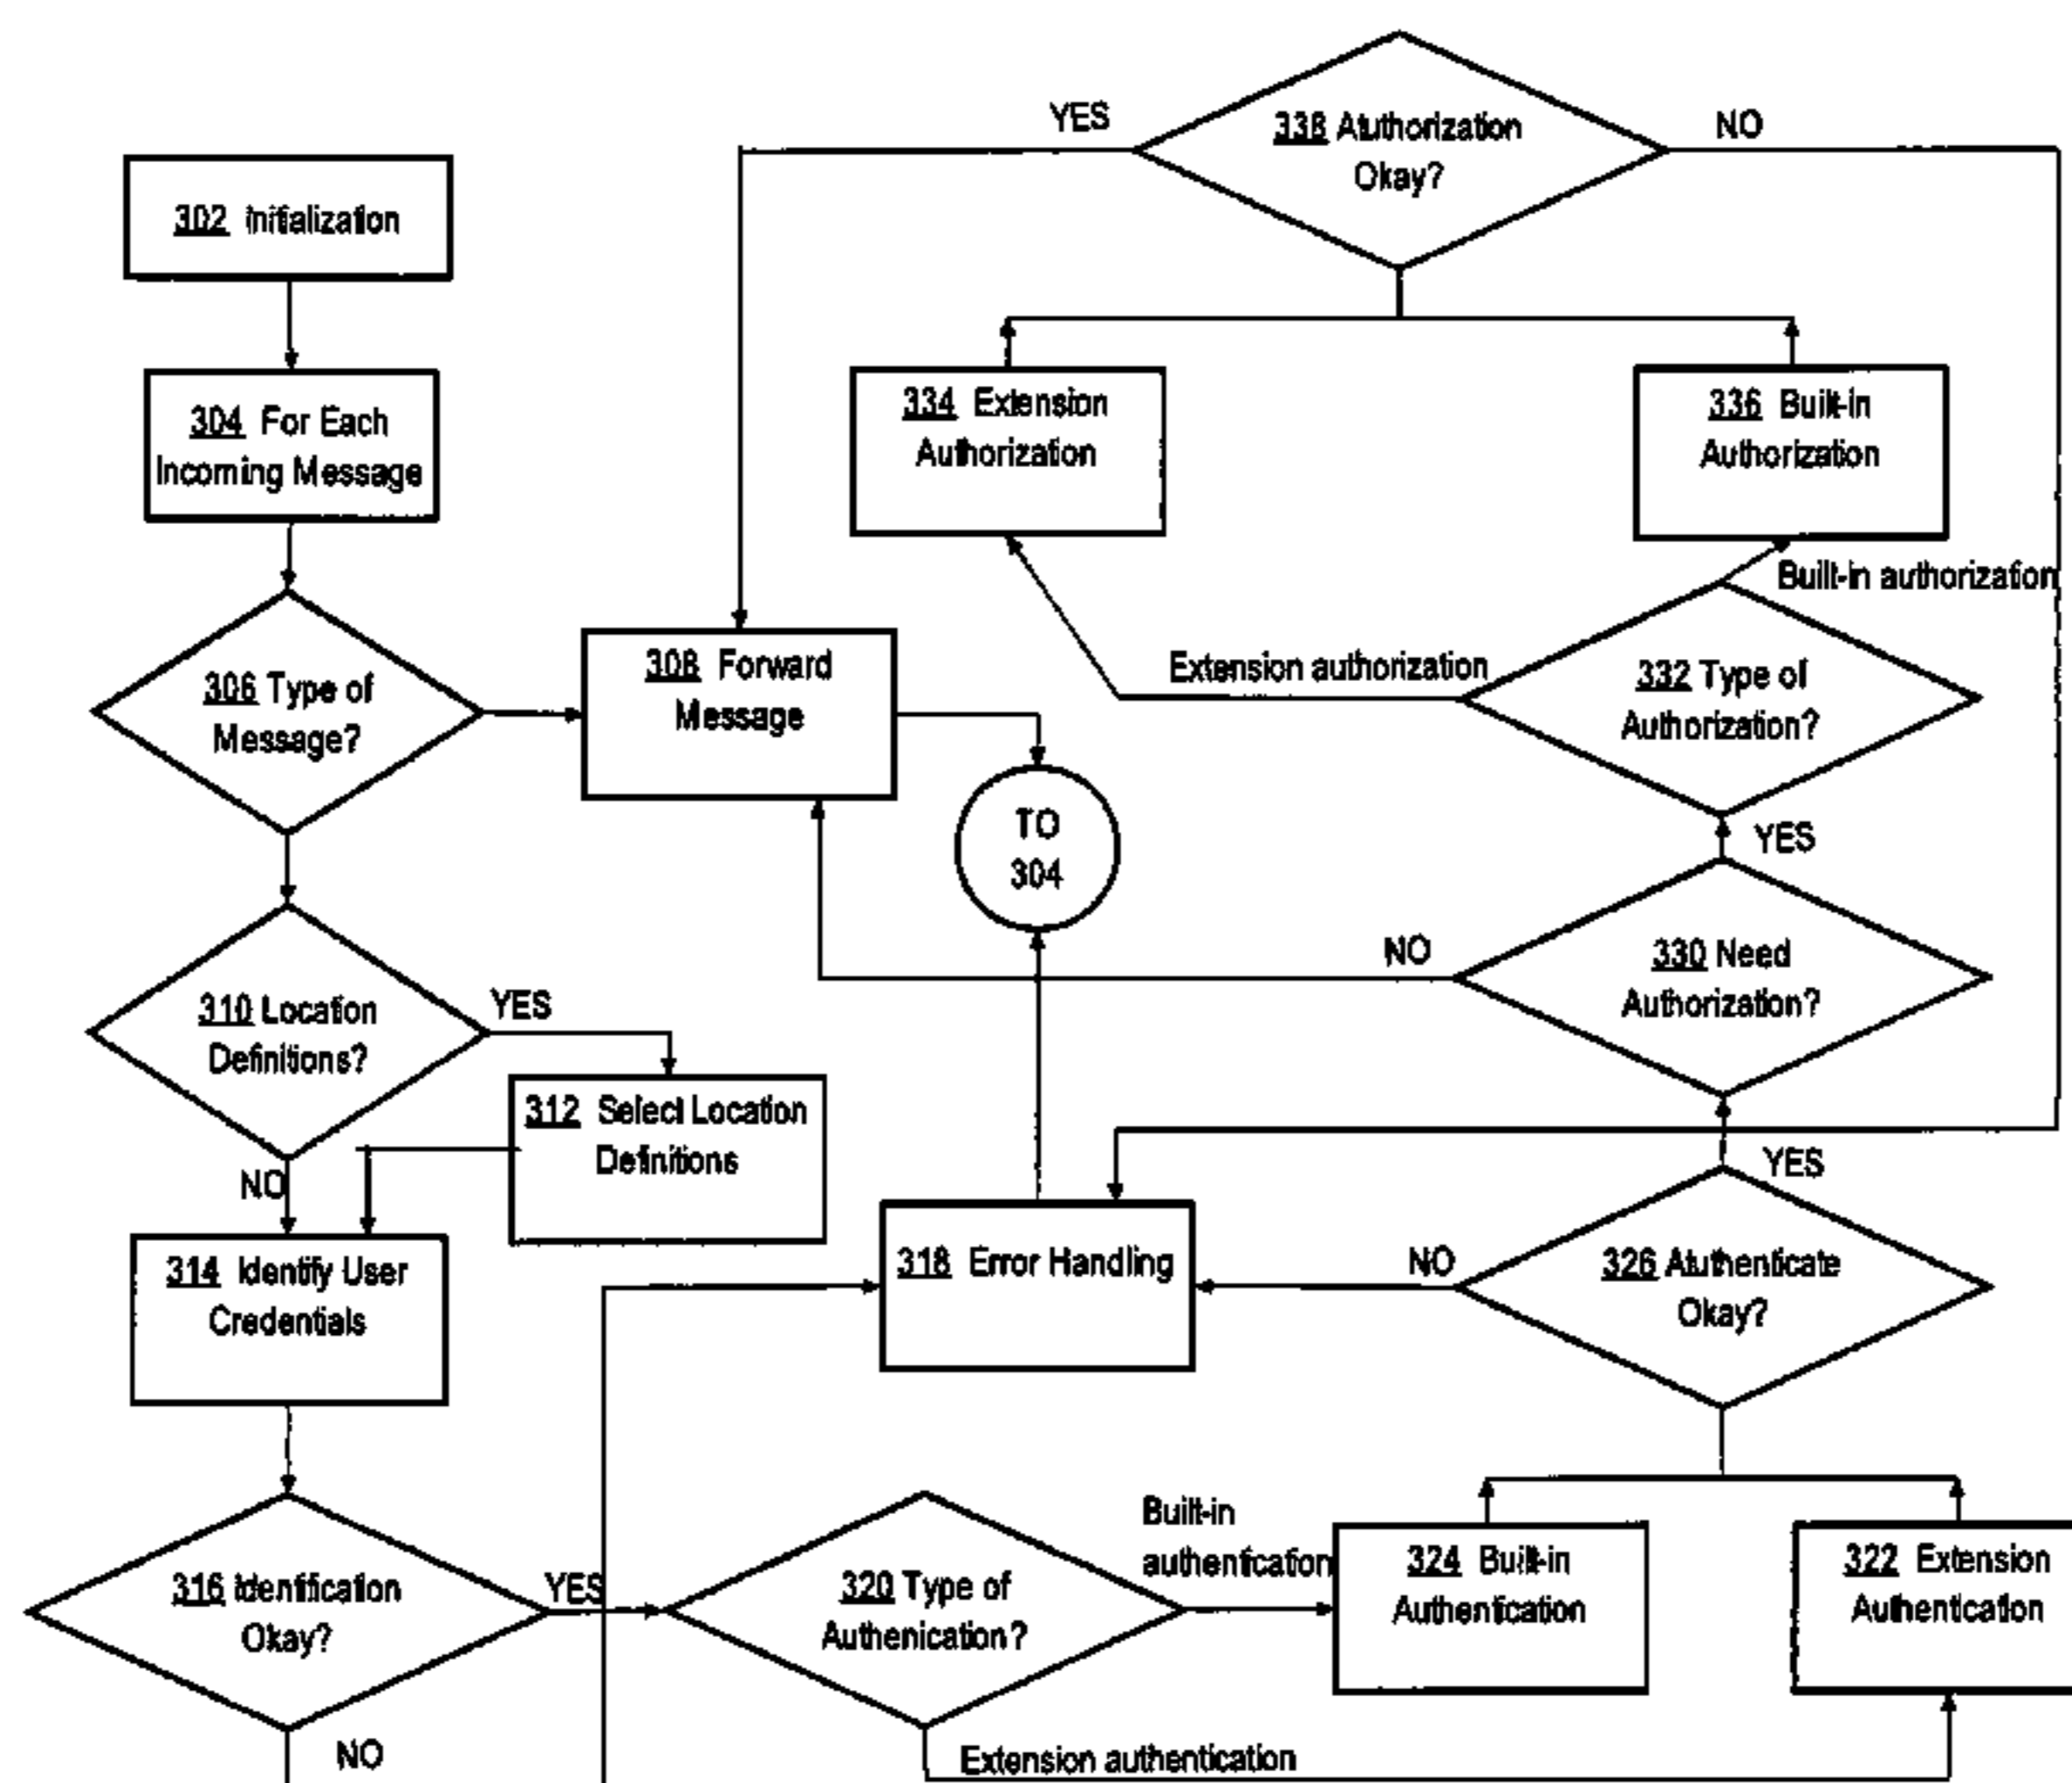 YES
338 Atuthorization
Okay?
NO
302 Initialization
304 For Each
Incoming Message
334 Extension
Authorization
336 Built-in
Authorization
Built-in authorization
306 Type of
Message?
308 Forward
Message
Extension authorization
332 Type of
Authorization?
TO
304
YES
NO
330 Need
Authorization?
310 Location
Definitions?
YES
312 Select Location
Definitions
NO
YES
314 Identify User
Credentials
318 Error Handling
NO
326 Atuthenticate
Okay?
316 Identification
Okay?
YES
320 Type of
Authenication?
Built-in
authentication
324 Built-in
Authentication
322 Extension
Authentication
NO
Extension authentication